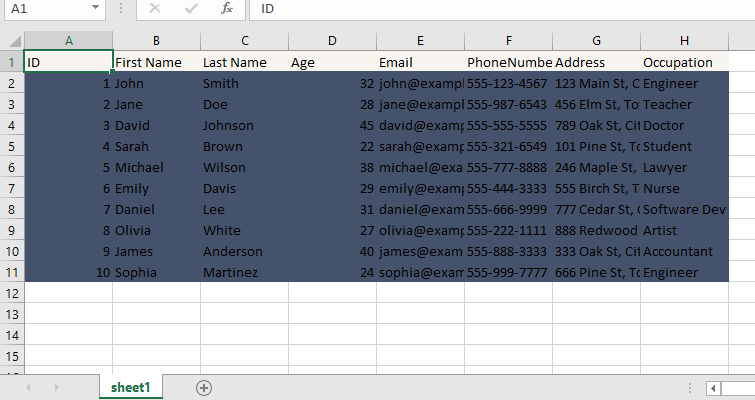 A1 fx ID
A B C D E F G H
1 ID First Name Last Name Age Email PhoneNumbe Address Occupation
2 1 John Smith 32 john@exampl 555-123-4567 123 Main St, C Engineer
3 2 Jane Doe 28 jane@exampl 555-987-6543 456 Elm St, To Teacher
4 3 David Johnson 45 david@examp 555-555-5555 789 Oak St, Cit Doctor
5 4 Sarah Brown 22 sarah@examp 555-321-6549 101 Pine St, To Student
6 5 Michael Wilson 38 michael@exa 555-777-8888 246 Maple St, Lawyer
7 6 Emily Davis 29 emily@examp 555-444-3333 555 Birch St, T Nurse
8 7 Daniel Lee 31 daniel@exam 555-666-9999 777 Cedar St, Software Dev
9 8 Olivia White 27 olivia@examp 555-222-1111 888 Redwood Artist
10 9 James Anderson 40 james@exam 555-888-3333 333 Oak St, Cit Accountant
11 10 Sophia Martinez 24 sophia@exam 555-999-7777 666 Pine St, To Engineer
12
13
14
15
sheet1